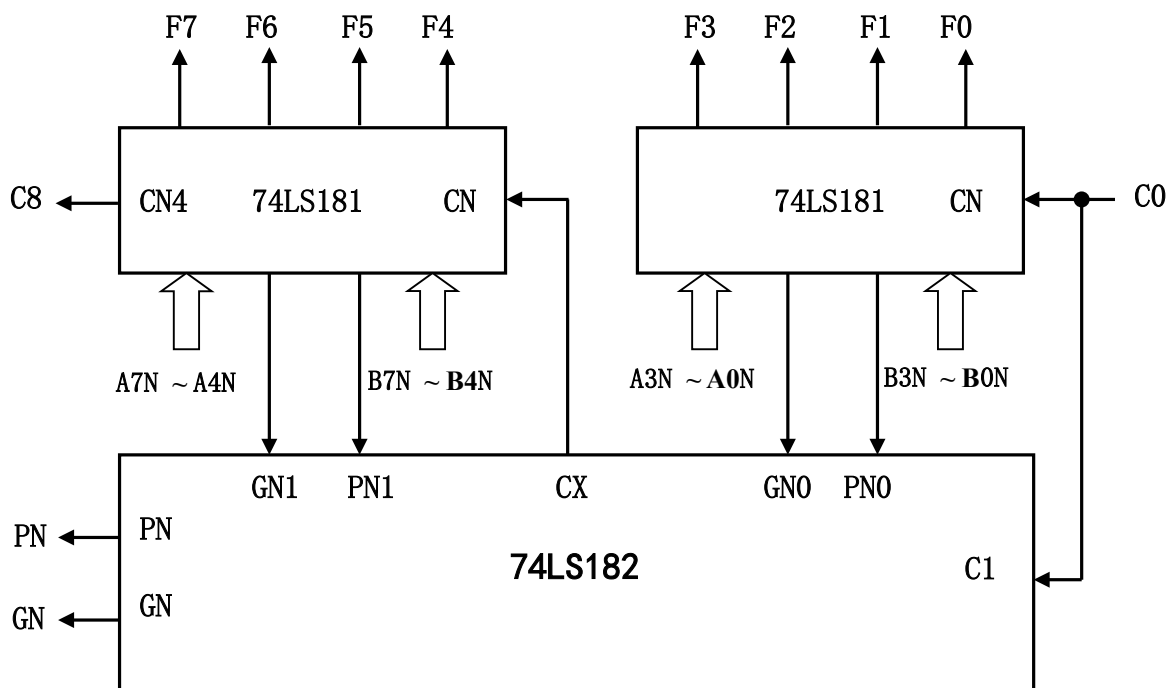 F7 F6 F5 F4 F3 F2 F1 F0
C8 CN4 74LS181 CN 74LS181 CN C0
A7N ~A4N B7N ~B4N A3N ~A0N B3N ~B0N
GN1 PN1 CX GN0 PN0
PN PN
74LS182 C1
GN GN